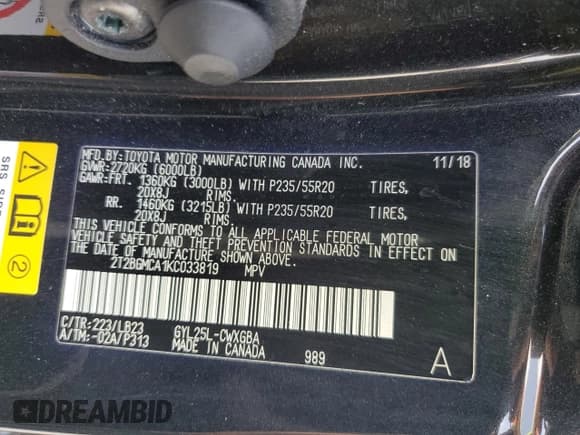 MFD.BY:TOYOTA MOTOR MANUFACTURING CANADA INC. 11/18
GVWR:2720KG (6000LB)
GAWR:FRT. 1360KG (3000LB) WITH P235/55R20 TIRES,
20X8J RIMS.
RR. 1460KG (3215LB) WITH P235/55R20 TIRES,
20X8J RIMS.
THIS VEHICLE CONFORMS TO ALL APPLICABLE FEDERAL MOTOR
VEHICLE SAFETY AND THEFT PREVENTION STANDARDS IN EFFECT ON
THE DATE OF MANUFACTURE SHOWN ABOVE.
2T2BGMCA1KC033819 MPV
C/TR:223/LB23 GYL25L-CWXGBA
A/TM:-02A/P313 MADE IN CANADA 989 A
SRS
2
DREAMBID